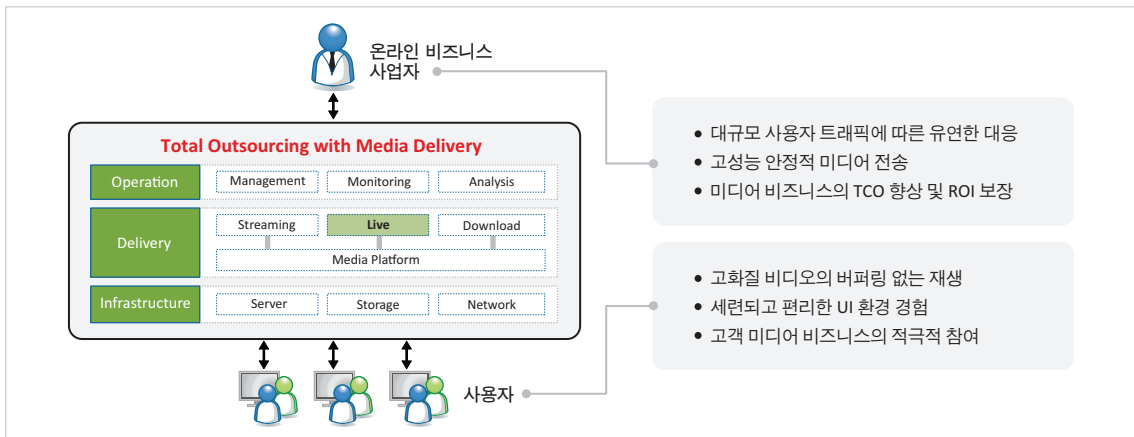 온라인 비즈니스
사업자
Total Outsourcing with Media Delivery
Operation
Management
Monitoring
Analysis
Delivery
Streaming
Live
Download
Media Platform
Infrastructure
Server
Storage
Network
사용자
• 대규모 사용자 트래픽에 따른 유연한 대응
• 고성능 안정적 미디어 전송
• 미디어 비즈니스의 TCO 향상 및 ROI 보장
• 고화질 비디오의 버퍼링 없는 재생
• 세련되고 편리한 UI 환경 경험
• 고객 미디어 비즈니스의 적극적 참여